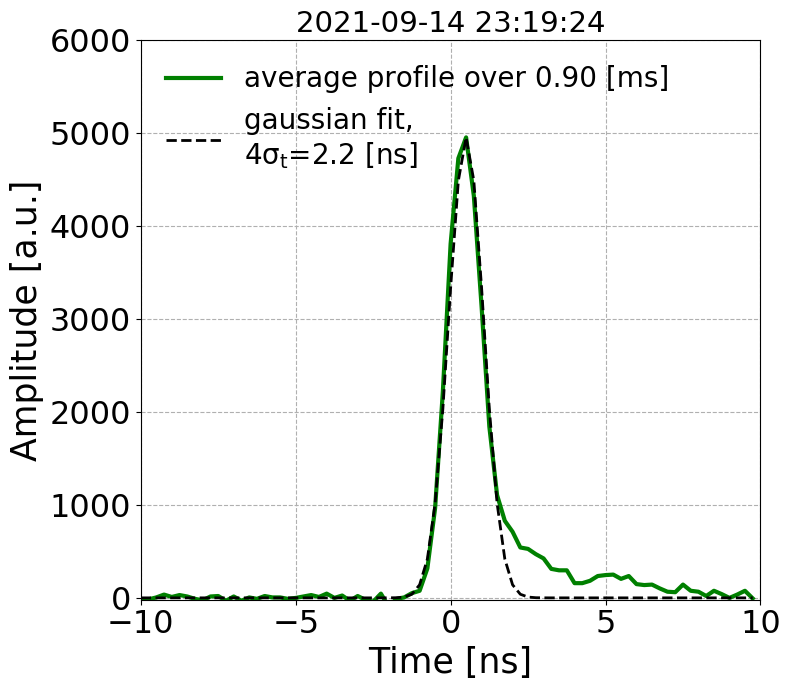 2021-09-14 23:19:24
average profile over 0.90 [ms]
gaussian fit,
4σₜ=2.2 [ns]
6000
5000
4000
3000
2000
1000
0
−10
−5
0
5
10
Amplitude [a.u.]
Time [ns]